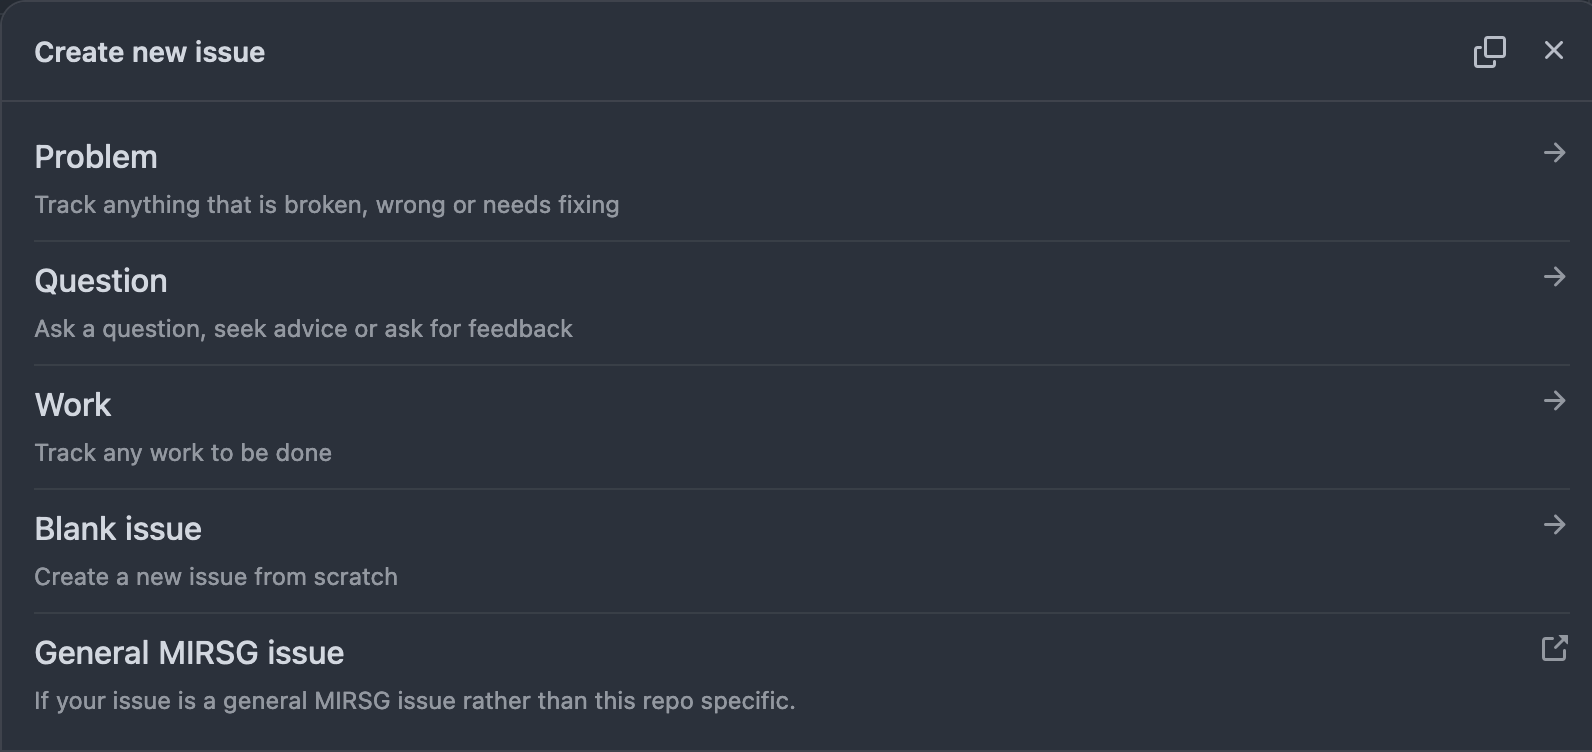 Create new issue
Problem
Track anything that is broken, wrong or needs fixing
Question
Ask a question, seek advice or ask for feedback
Work
Track any work to be done
Blank issue
Create a new issue from scratch
General MIRSG issue
If your issue is a general MIRSG issue rather than this repo specific.